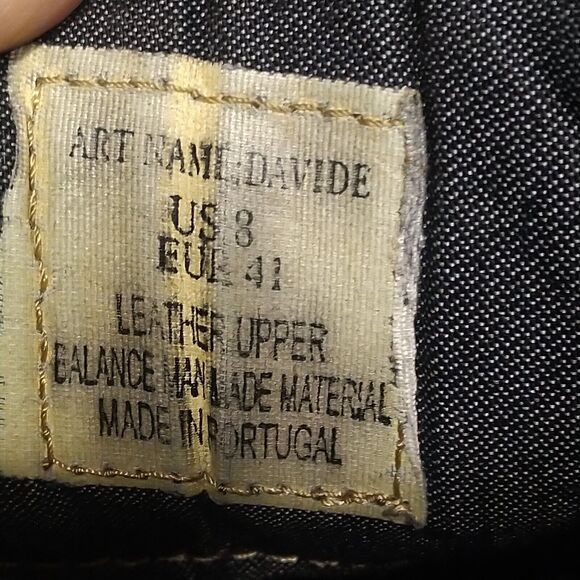 ART NAME:DAVIDE
US 8
EUR 41
LEATHER UPPER
BALANCE MAN MADE MATERIAL
MADE IN PORTUGAL